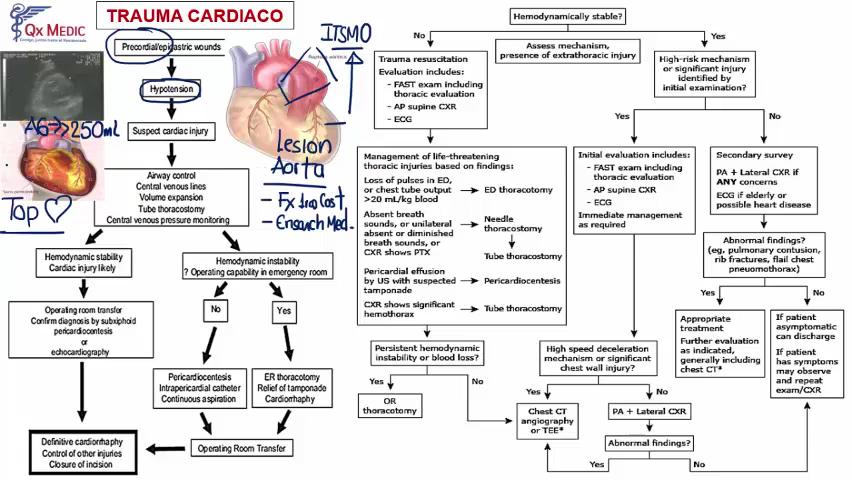 Qx MEDIC
TRAUMA CARDIACO
Precordial/epigastric wounds
Hypotension
Suspect cardiac injury
Airway control
Central venous lines
Volume expansion
Tube thoracostomy
Central venous pressure monitoring
Hemodynamic stability
Cardiac injury likely
Hemodynamic instability
? Operating capability in emergency room
No
Yes
Operating room transfer
Confirm diagnosis by subxiphoid
pericardiocentesis
or
echocardiography
Pericardiocentesis
Intrapericardial catheter
Continuous aspiration
ER thoracotomy
Relief of tamponade
Cardiorhaphy
Definitive cardiorrhaphy
Control of other injuries
Closure of incision
Operating Room Transfer
AG→>250mL
Top
ITSMO
Lesion
Aorta
- Fx 1ra Cost.
- Ensanch Med.
Hemodynamically stable?
No
Yes
Assess mechanism,
presence of extrathoracic injury
Trauma resuscitation
Evaluation includes:
- FAST exam including
thoracic evaluation
- AP supine CXR
- ECG
High-risk mechanism
or significant injury
identified by
initial examination?
Yes
No
Management of life-threatening
thoracic injuries based on findings:
Loss of pulses in ED,
or chest tube output
>20 mL/kg blood
ED thoracotomy
Absent breath
sounds, or unilateral
absent or diminished
breath sounds, or
CXR shows PTX
Needle
thoracostomy
Tube thoracostomy
Pericardial effusion
by US with suspected
tamponade
Pericardiocentesis
CXR shows significant
hemothorax
Tube thoracostomy
Initial evaluation includes:
- FAST exam including
thoracic evaluation
- AP supine CXR
- ECG
Immediate management
as required
Secondary survey
PA + Lateral CXR if
ANY concerns
ECG if elderly or
possible heart disease
Abnormal findings?
(eg, pulmonary contusion,
rib fractures, flail chest
pneumothorax)
Yes
No
Appropriate
treatment
Further evaluation
as indicated,
generally including
chest CT*
If patient
asymptomatic
can discharge
If patient
has symptoms
may observe
and repeat
exam/CXR
Persistent hemodynamic
instability or blood loss?
Yes
No
OR
thoracotomy
High speed deceleration
mechanism or significant
chest wall injury?
Yes
No
Chest CT
angiography
or TEE*
PA + Lateral CXR
Abnormal findings?
Yes
No